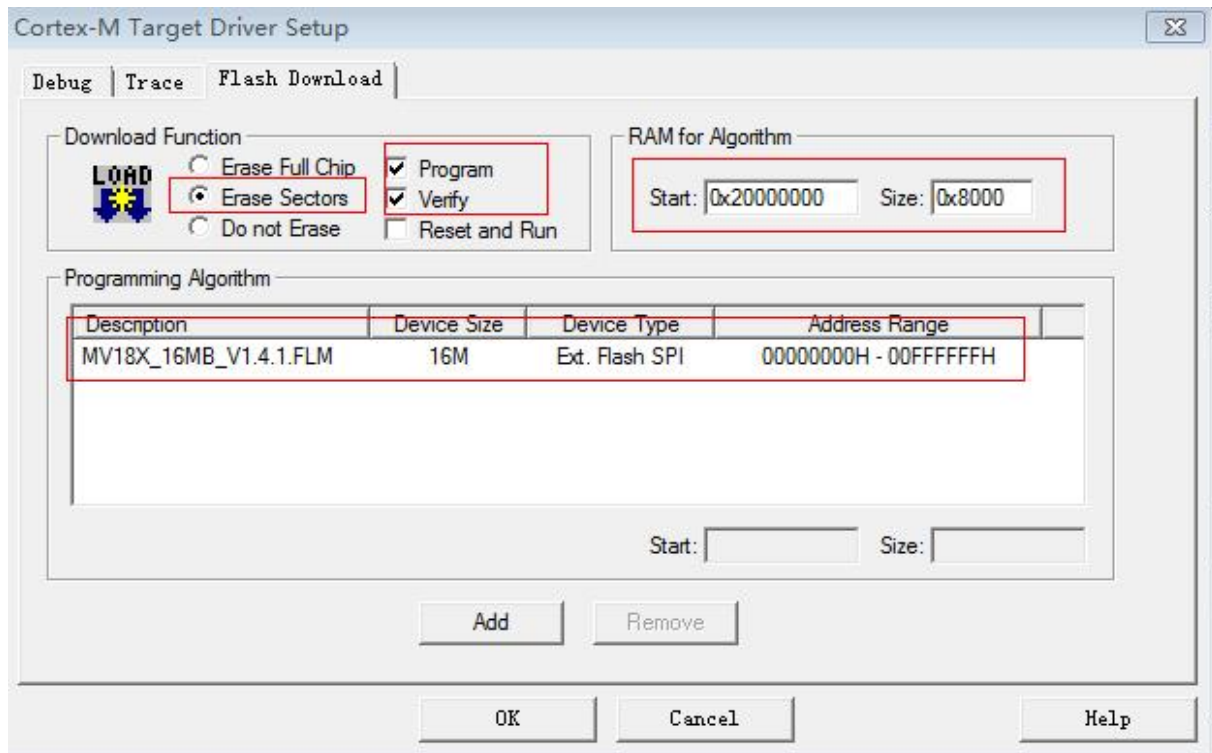 Cortex-M Target Driver Setup
Debug Trace Flash Download
Download Function
LOAD
Erase Full Chip
Erase Sectors
Do not Erase
Program
Verify
Reset and Run
RAM for Algorithm
Start: 0x20000000 Size: 0x8000
Programming Algorithm
Description Device Size Device Type Address Range
MV18X_16MB_V1.4.1.FLM 16M Ext. Flash SPI 00000000H - 00FFFFFFH
Start: Size:
Add Remove
OK Cancel Help